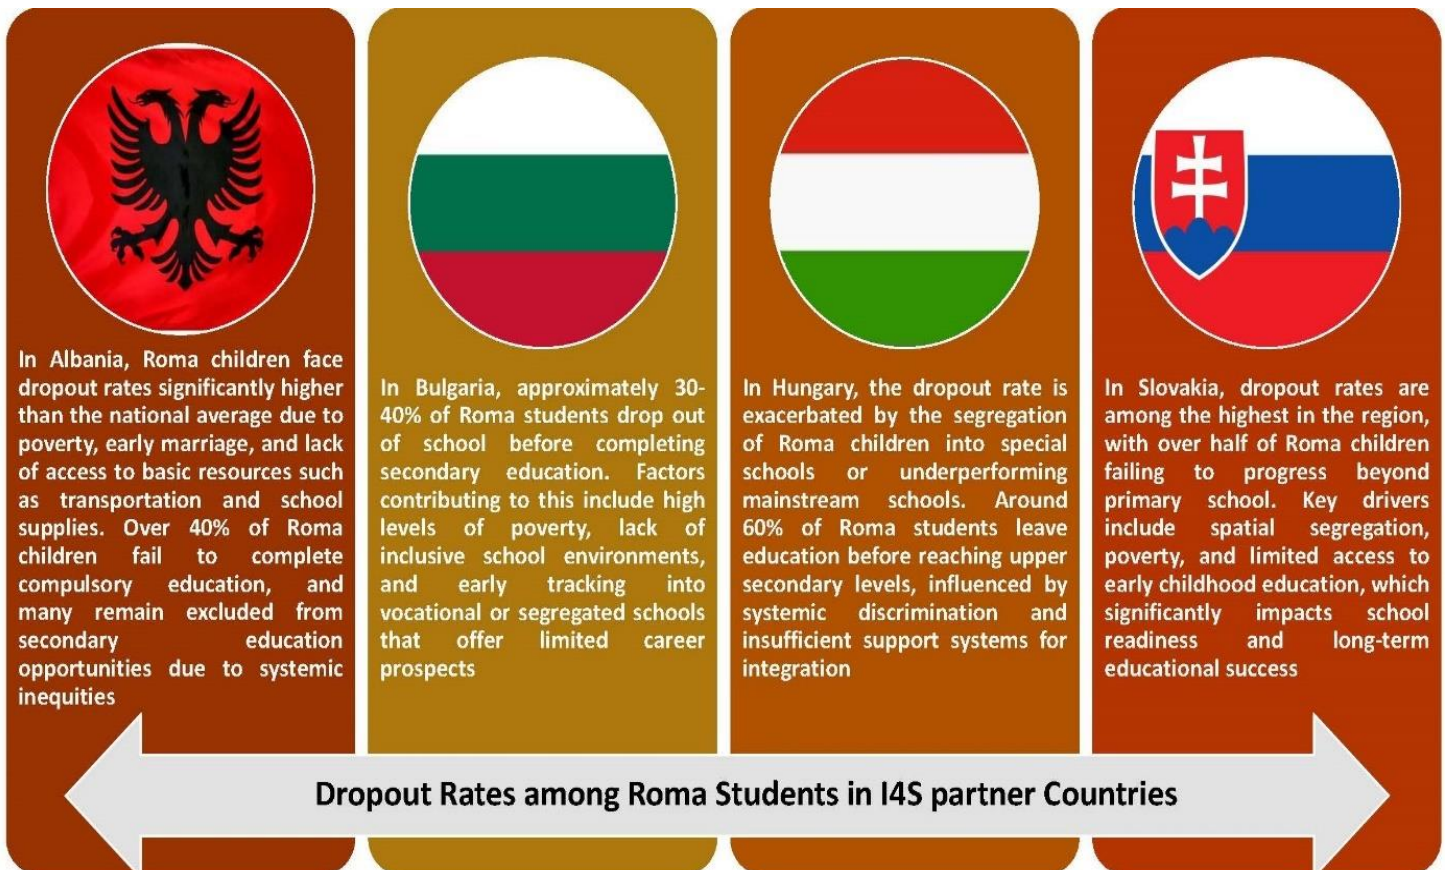 In Albania, Roma children face
dropout rates significantly higher
than the national average due to
poverty, early marriage, and lack
of access to basic resources such
as transportation and school
supplies. Over 40% of Roma
children fail to complete
compulsory education, and
many remain excluded from
secondary education
opportunities due to systemic
inequities
In Bulgaria, approximately 30-
40% of Roma students drop out
of school before completing
secondary education. Factors
contributing to this include high
levels of poverty, lack of
inclusive school environments,
and early tracking into
vocational or segregated schools
that offer limited career
prospects
In Hungary, the dropout rate is
exacerbated by the segregation
of Roma children into special
schools or underperforming
mainstream schools. Around
60% of Roma students leave
education before reaching upper
secondary levels, influenced by
systemic discrimination and
insufficient support systems for
integration
In Slovakia, dropout rates are
among the highest in the region,
with over half of Roma children
failing to progress beyond
primary school. Key drivers
include spatial segregation,
poverty, and limited access to
early childhood education, which
significantly impacts school
readiness and long-term
educational success
Dropout Rates among Roma Students in I4S partner Countries